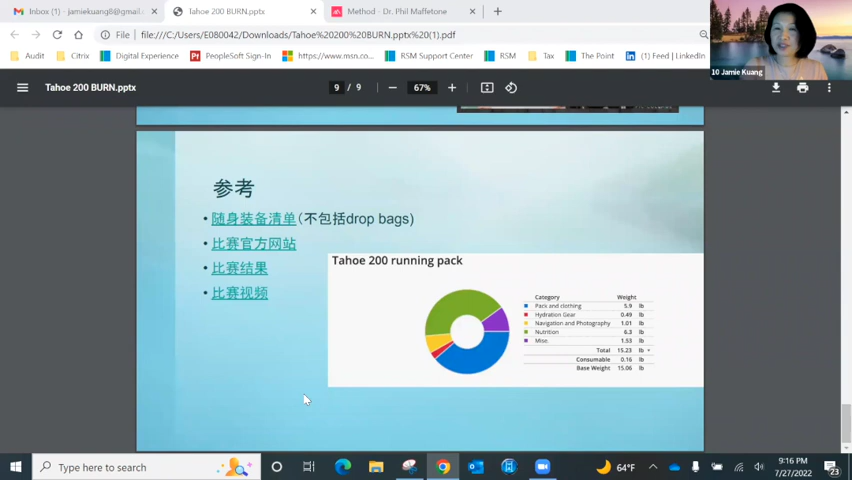 Inbox (1) - jamiekuang8@gmail.
Tahoe 200 BURN.pptx
Method - Dr. Phil Maffetone
File
file:///C:/Users/E080042/Downloads/Tahoe%20200%20BURN.pptx%20(1).pdf
Audit
Citrix
Digital Experience
PeopleSoft Sign-In
https://www.msn.co...
RSM Support Center
RSM
Tax
The Point
(1) Feed | LinkedIn
10 Jamie Kuang
Tahoe 200 BURN.pptx
9 / 9
67%
参考
• 随身装备清单(不包括drop bags)
• 比赛官方网站
• 比赛结果
• 比赛视频
Tahoe 200 running pack
Category Weight
Pack and clothing 5.9 lb
Hydration Gear 0.49 lb
Navigation and Photography 1.01 lb
Nutrition 6.3 lb
Misc. 1.53 lb
Total 15.23 lb
Consumable 0.16 lb
Base Weight 15.06 lb
Type here to search
64°F
9:16 PM
7/27/2022
23